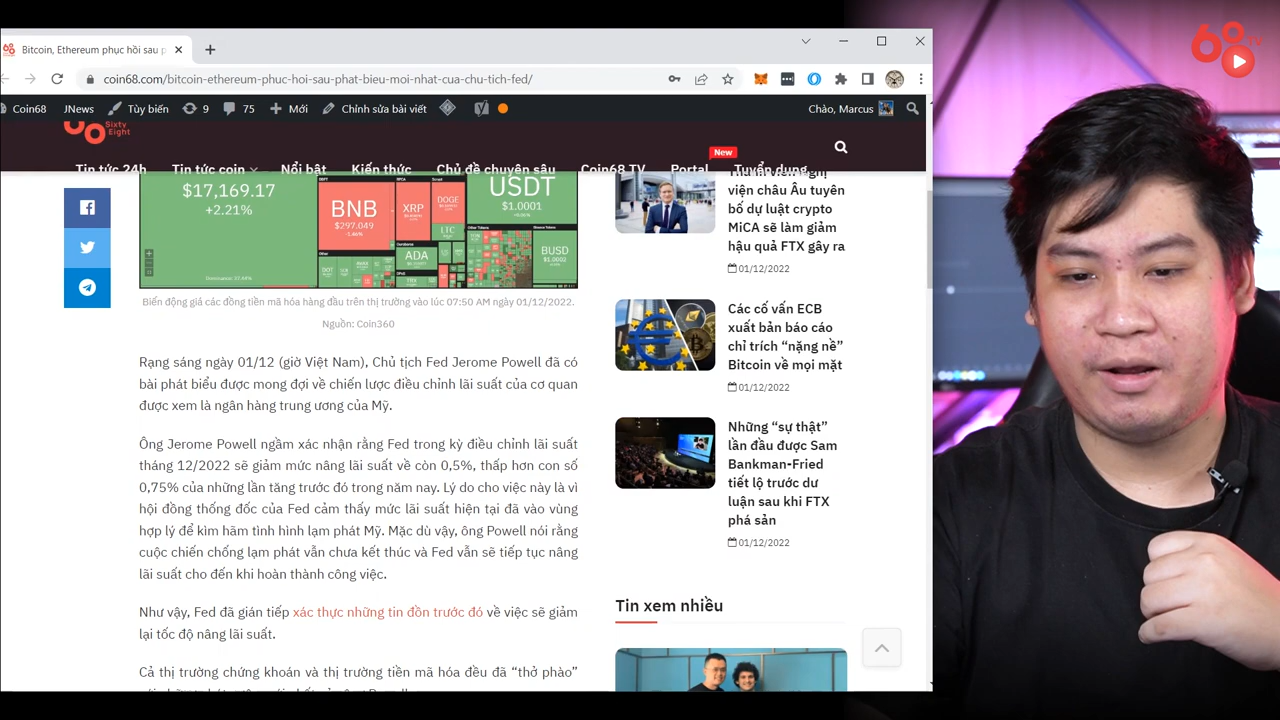 Bitcoin, Ethereum phục hồi sau p
coin68.com/bitcoin-ethereum-phuc-hoi-sau-phat-bieu-moi-nhat-cua-chu-tich-fed/
Coin68 JNews Tùy biến 9 75 Mới Chỉnh sửa bài viết Chào, Marcus
Sixty
Eight
New
Tin tức 24h Tin tức coin Nổi bật Kiến thức Chủ đề chuyên sâu Coin68 TV Portal Tuyển dụng
$17,169.17
+2.21%
BNB
$297.049
XRP
DOGE
LTC
ADA
DOT
USDT
$1.0001
BUSD
$1.0003
Biến động giá các đồng tiền mã hóa hàng đầu trên thị trường vào lúc 07:50 AM ngày 01/12/2022.
Nguồn: Coin360
Rạng sáng ngày 01/12 (giờ Việt Nam), Chủ tịch Fed Jerome Powell đã có
bài phát biểu được mong đợi về chiến lược điều chỉnh lãi suất của cơ quan
được xem là ngân hàng trung ương của Mỹ.
Ông Jerome Powell ngầm xác nhận rằng Fed trong kỳ điều chỉnh lãi suất
tháng 12/2022 sẽ giảm mức nâng lãi suất về còn 0,5%, thấp hơn con số
0,75% của những lần tăng trước đó trong năm nay. Lý do cho việc này là vì
hội đồng thống đốc của Fed cảm thấy mức lãi suất hiện tại đã vào vùng
hợp lý để kìm hãm tình hình lạm phát Mỹ. Mặc dù vậy, ông Powell nói rằng
cuộc chiến chống lạm phát vẫn chưa kết thúc và Fed vẫn sẽ tiếp tục nâng
lãi suất cho đến khi hoàn thành công việc.
Như vậy, Fed đã gián tiếp xác thực những tin đồn trước đó về việc sẽ giảm
lại tốc độ nâng lãi suất.
Cả thị trường chứng khoán và thị trường tiền mã hóa đều đã “thở phào”
viện châu Âu tuyên
bố dự luật crypto
MiCA sẽ làm giảm
hậu quả FTX gây ra
01/12/2022
Các cố vấn ECB
xuất bản báo cáo
chỉ trích “nặng nề”
Bitcoin về mọi mặt
01/12/2022
Những “sự thật”
lần đầu được Sam
Bankman-Fried
tiết lộ trước dư
luận sau khi FTX
phá sản
01/12/2022
Tin xem nhiều
68 TV